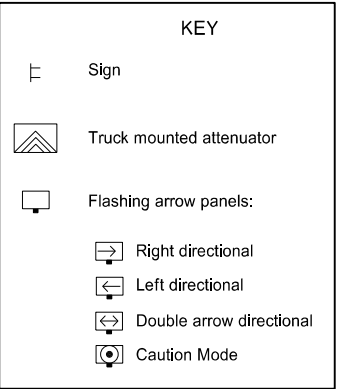 KEY
Sign
Truck mounted attenuator
Flashing arrow panels:
Right directional
Left directional
Double arrow directional
Caution Mode